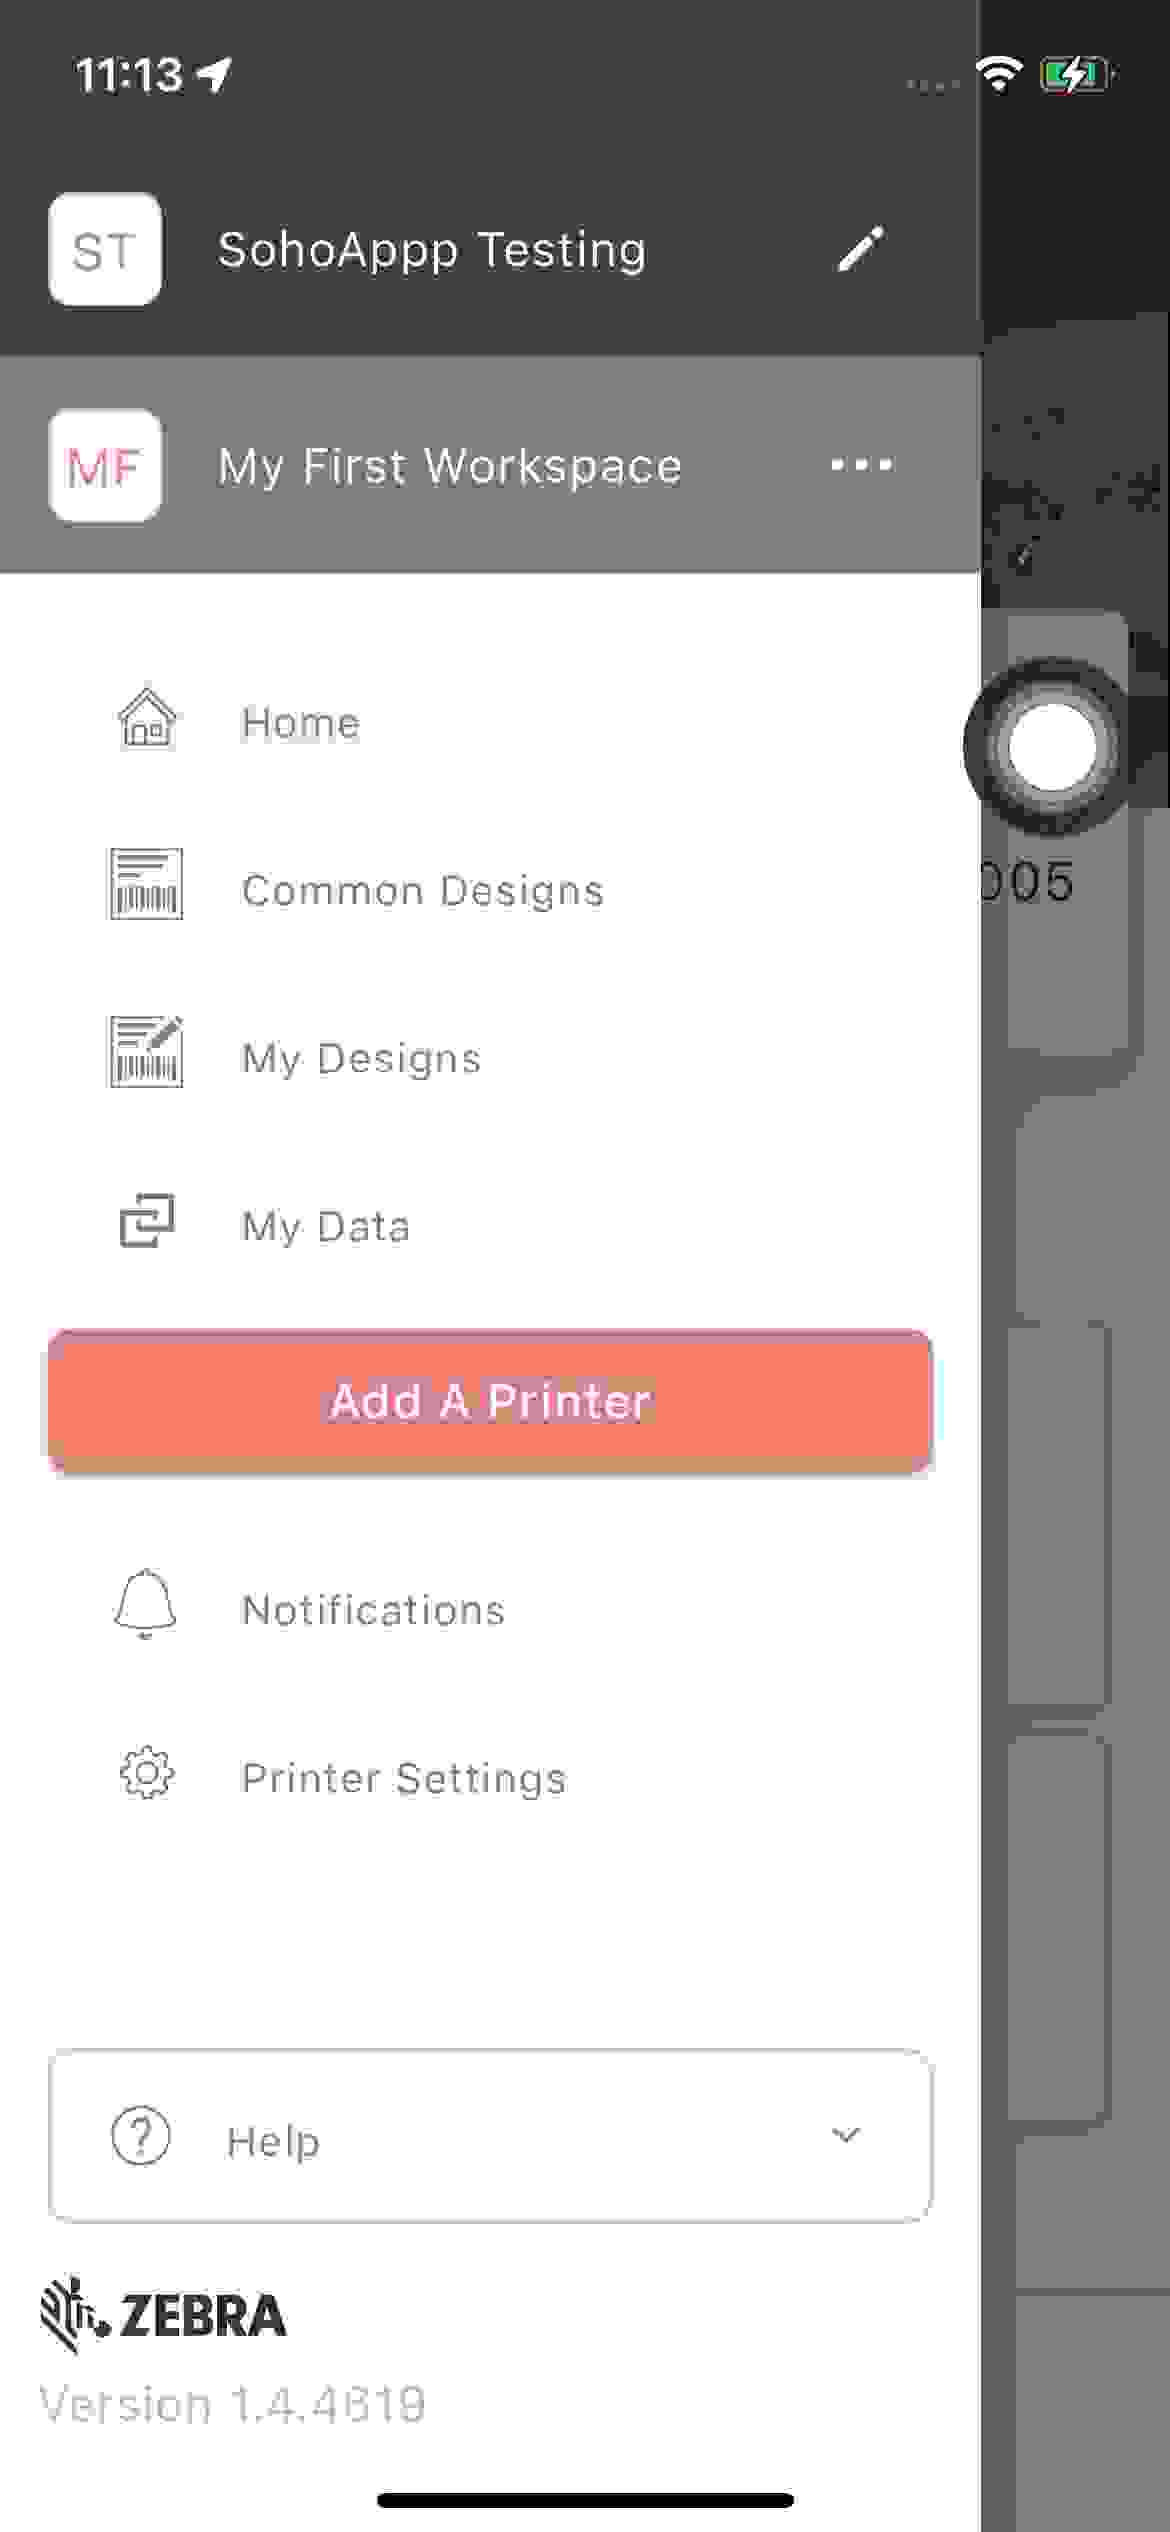 11:13
ST SohoAppp Testing
MF My First Workspace
Home
Common Designs
005
My Designs
My Data
Add A Printer
Notifications
Printer Settings
Help
ZEBRA
Version 1.4.4619